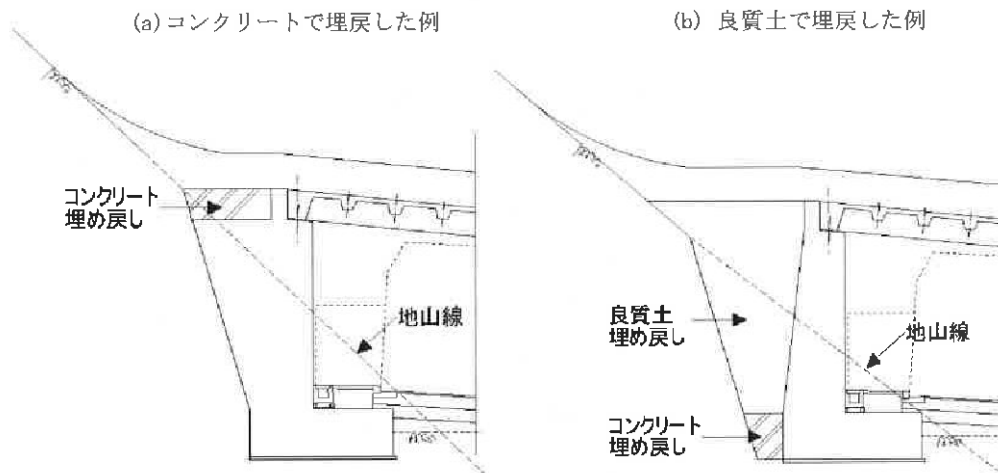 (a)コンクリートで埋戻した例
(b) 良質土で埋戻した例
コンクリート
埋め戻し
地山線
良質土
埋め戻し
地山線
コンクリート
埋め戻し